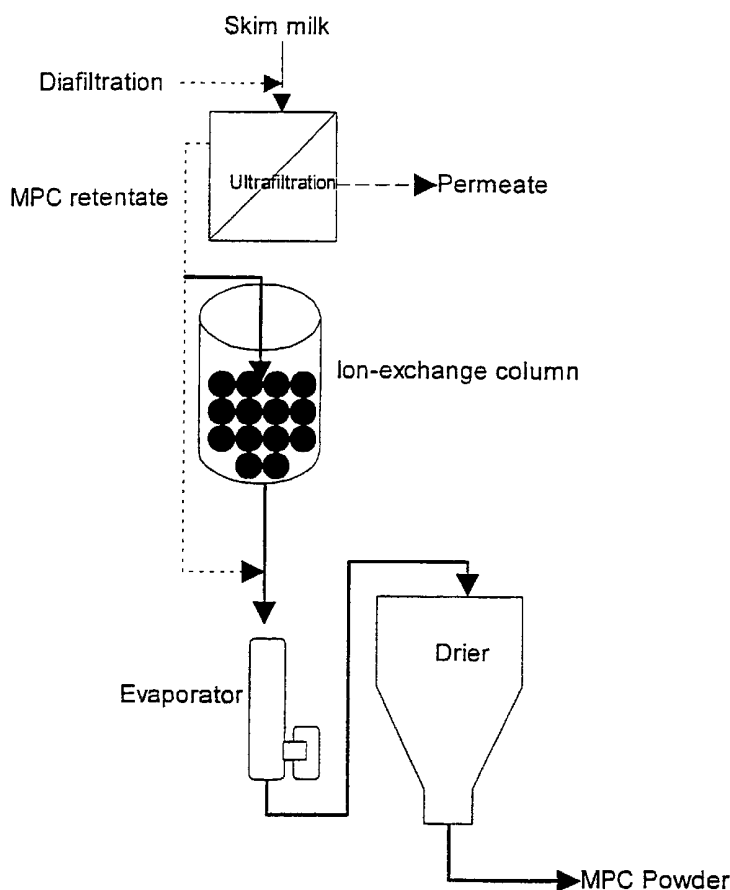 Skim milk
Diafiltration
Ultrafiltration
Permeate
MPC retentate
Ion-exchange column
Drier
Evaporator
MPC Powder